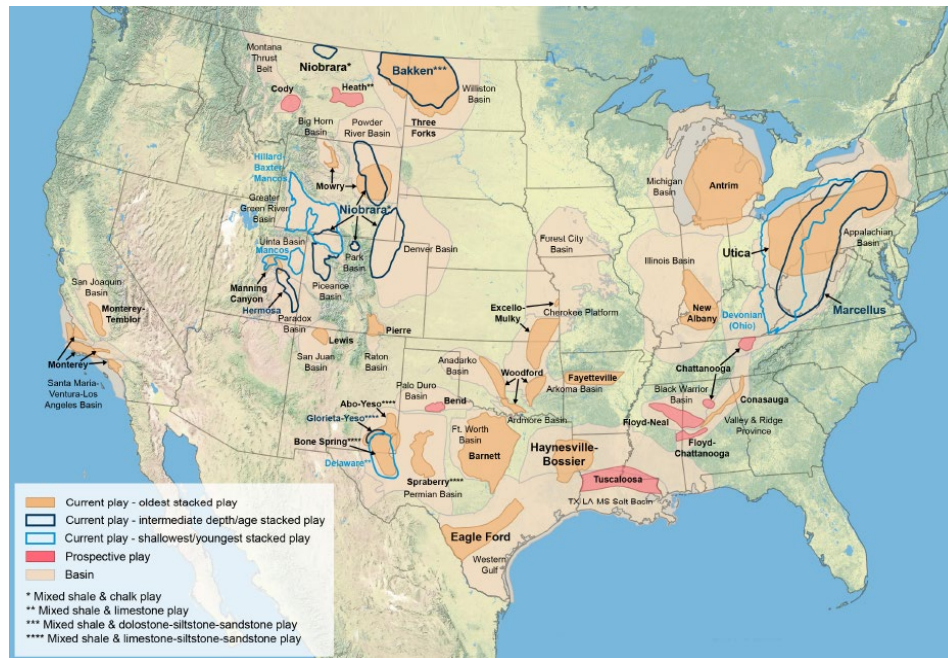 Montana
Thrust
Belt
Niobrara*
Bakken***
Williston
Basin
Cody
Heath**
Big Horn
Basin
Powder
River Basin
Three
Forks
Hilliard-
Baxter-
Mancos
Mowry
Greater
Green River
Basin
Niobrara*
Michigan
Basin
Antrim
Uinta Basin
Mancos
Park
Basin
Denver Basin
Forest City
Basin
Illinois Basin
Utica
Appalachian
Basin
San Joaquin
Basin
Monterey-
Temblor
Manning
Canyon
Hermosa
Piceance
Basin
Paradox
Basin
Excello-
Mulky
Cherokee Platform
New
Albany
Devonian
(Ohio)
Marcellus
Monterey
Lewis
Pierre
San Juan
Basin
Raton
Basin
Anadarko
Basin
Woodford
Fayetteville
Chattanooga
Santa Maria-
Ventura-Los
Angeles Basin
Palo Duro
Basin
Bend
Arkoma Basin
Black Warrior
Basin
Conasauga
Abo-Yeso****
Ardmore Basin
Glorieta-Yeso****
Floyd-Neal
Valley & Ridge
Province
Bone Spring****
Ft. Worth
Basin
Barnett
Haynesville-
Bossier
Floyd-
Chattanooga
Delaware**
Spraberry****
Permian Basin
Tuscaloosa
TX-LA-MS Salt Basin
Eagle Ford
Western
Gulf
Current play - oldest stacked play
Current play - intermediate depth/age stacked play
Current play - shallowest/youngest stacked play
Prospective play
Basin
* Mixed shale & chalk play
** Mixed shale & limestone play
*** Mixed shale & dolostone-siltstone-sandstone play
**** Mixed shale & limestone-siltstone-sandstone play